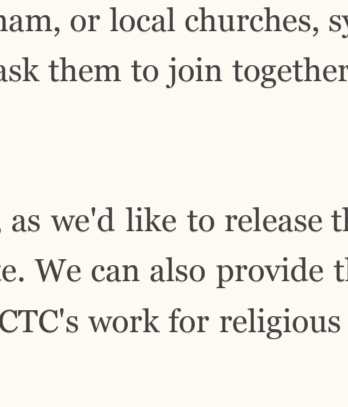 nam, or local churches, sy
ask them to join together
, as we'd like to release th
te. We can also provide th
CTC's work for religious